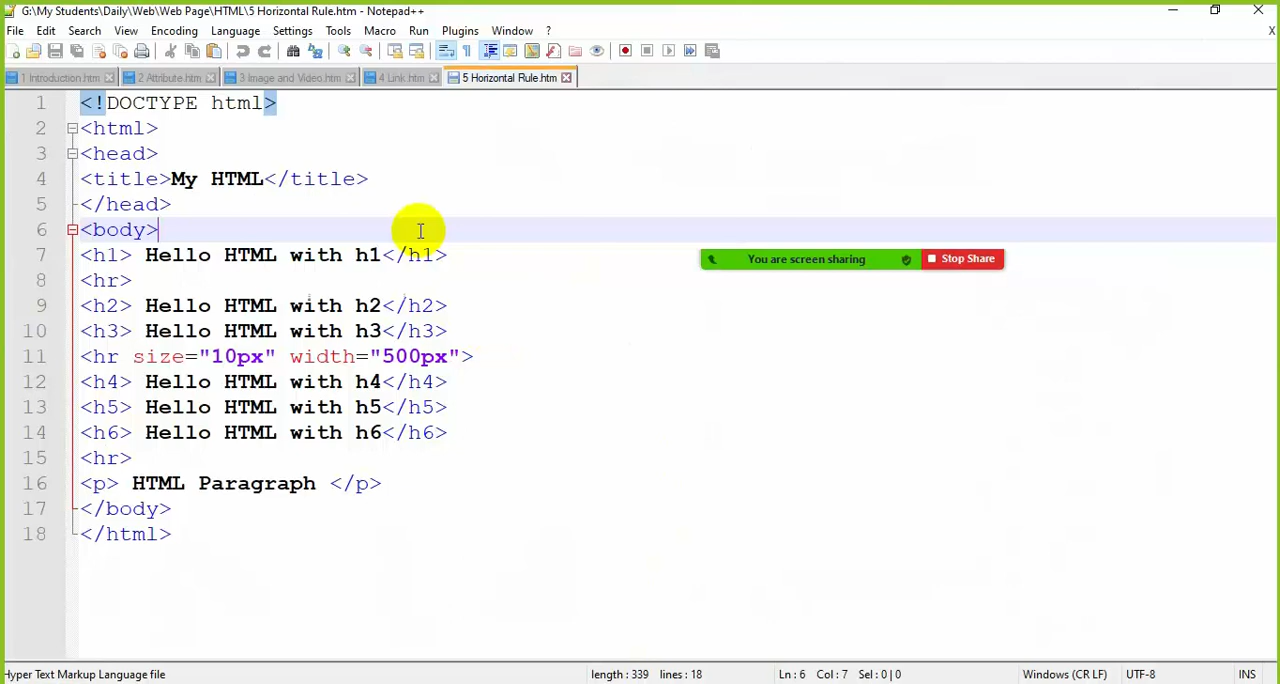 G:\My Students\Daily\Web\Web Page\HTML\5 Horizontal Rule.htm - Notepad++
File Edit Search View Encoding Language Settings Tools Macro Run Plugins Window ? X
1 Introduction.htm 2 Attribute.htm 3 Image and Video.htm 4 Link.htm 5 Horizontal Rule.htm
1 <!DOCTYPE html>
2 <html>
3 <head>
4 <title>My HTML</title>
5 </head>
6 <body>
7 <h1> Hello HTML with h1</h1>
You are screen sharing Stop Share
8 <hr>
9 <h2> Hello HTML with h2</h2>
10 <h3> Hello HTML with h3</h3>
11 <hr size="10px" width="500px">
12 <h4> Hello HTML with h4</h4>
13 <h5> Hello HTML with h5</h5>
14 <h6> Hello HTML with h6</h6>
15 <hr>
16 <p> HTML Paragraph </p>
17 </body>
18 </html>
Hyper Text Markup Language file length : 339 lines : 18 Ln : 6 Col : 7 Sel : 0 | 0 Windows (CR LF) UTF-8 INS